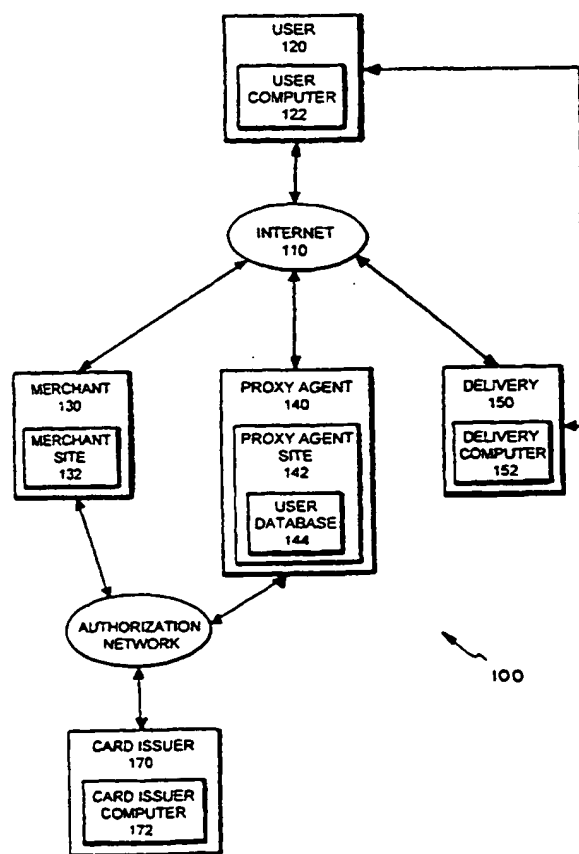 USER
120
USER
COMPUTER
122
INTERNET
110
MERCHANT
130
MERCHANT
SITE
132
PROXY AGENT
140
PROXY AGENT
SITE
142
USER
DATABASE
144
DELIVERY
150
DELIVERY
COMPUTER
152
AUTHORIZATION
NETWORK
100
CARD ISSUER
170
CARD ISSUER
COMPUTER
172